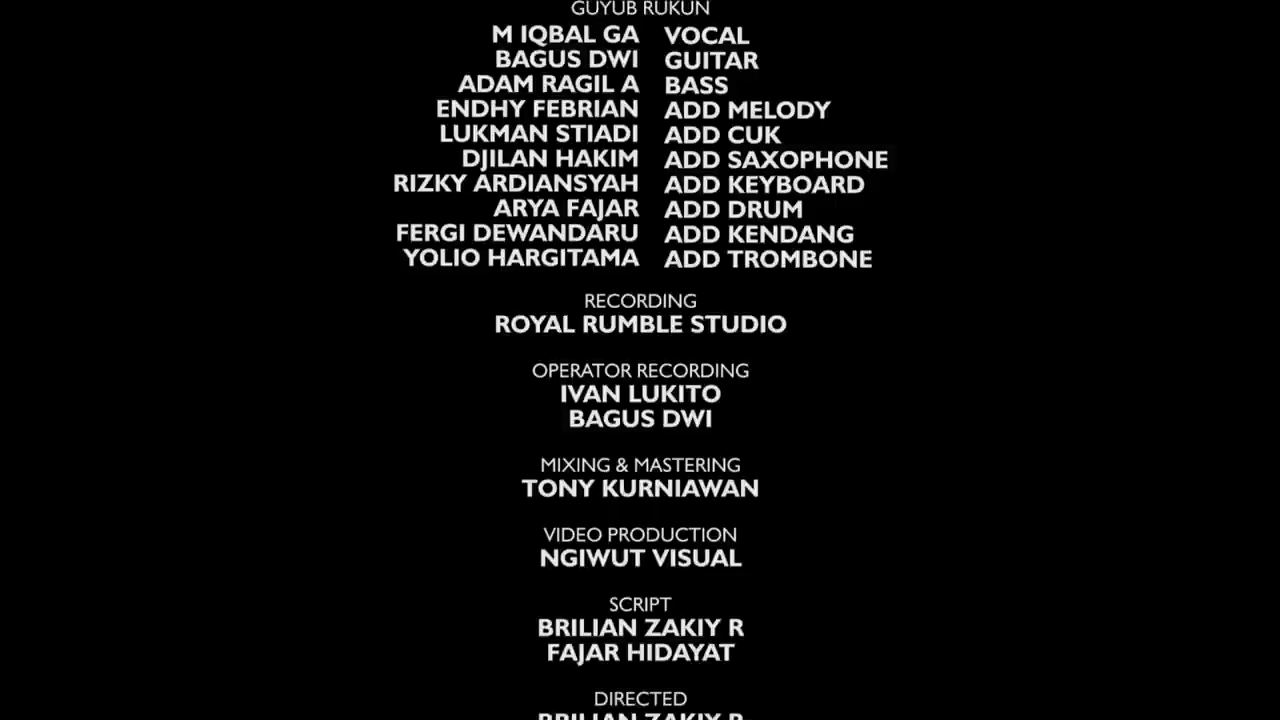 GUYUB RUKUN
M IQBAL GA VOCAL
BAGUS DWI GUITAR
ADAM RAGIL A BASS
ENDHY FEBRIAN ADD MELODY
LUKMAN STIADI ADD CUK
DJILAN HAKIM ADD SAXOPHONE
RIZKY ARDIANSYAH ADD KEYBOARD
ARYA FAJAR ADD DRUM
FERGI DEWANDARU ADD KENDANG
YOLIO HARGITAMA ADD TROMBONE
RECORDING
ROYAL RUMBLE STUDIO
OPERATOR RECORDING
IVAN LUKITO
BAGUS DWI
MIXING & MASTERING
TONY KURNIAWAN
VIDEO PRODUCTION
NGIWUT VISUAL
SCRIPT
BRILIAN ZAKIY R
FAJAR HIDAYAT
DIRECTED
BRILIAN ZAKIY R